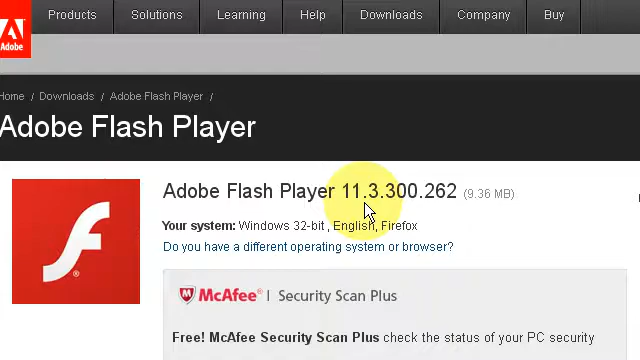 Products Solutions Learning Help Downloads Company Buy
Adobe
Home / Downloads / Adobe Flash Player /
Adobe Flash Player
Adobe Flash Player 11.3.300.262 (9.36 MB)
Your system: Windows 32-bit , English, Firefox
Do you have a different operating system or browser?
McAfee | Security Scan Plus
Free! McAfee Security Scan Plus check the status of your PC security